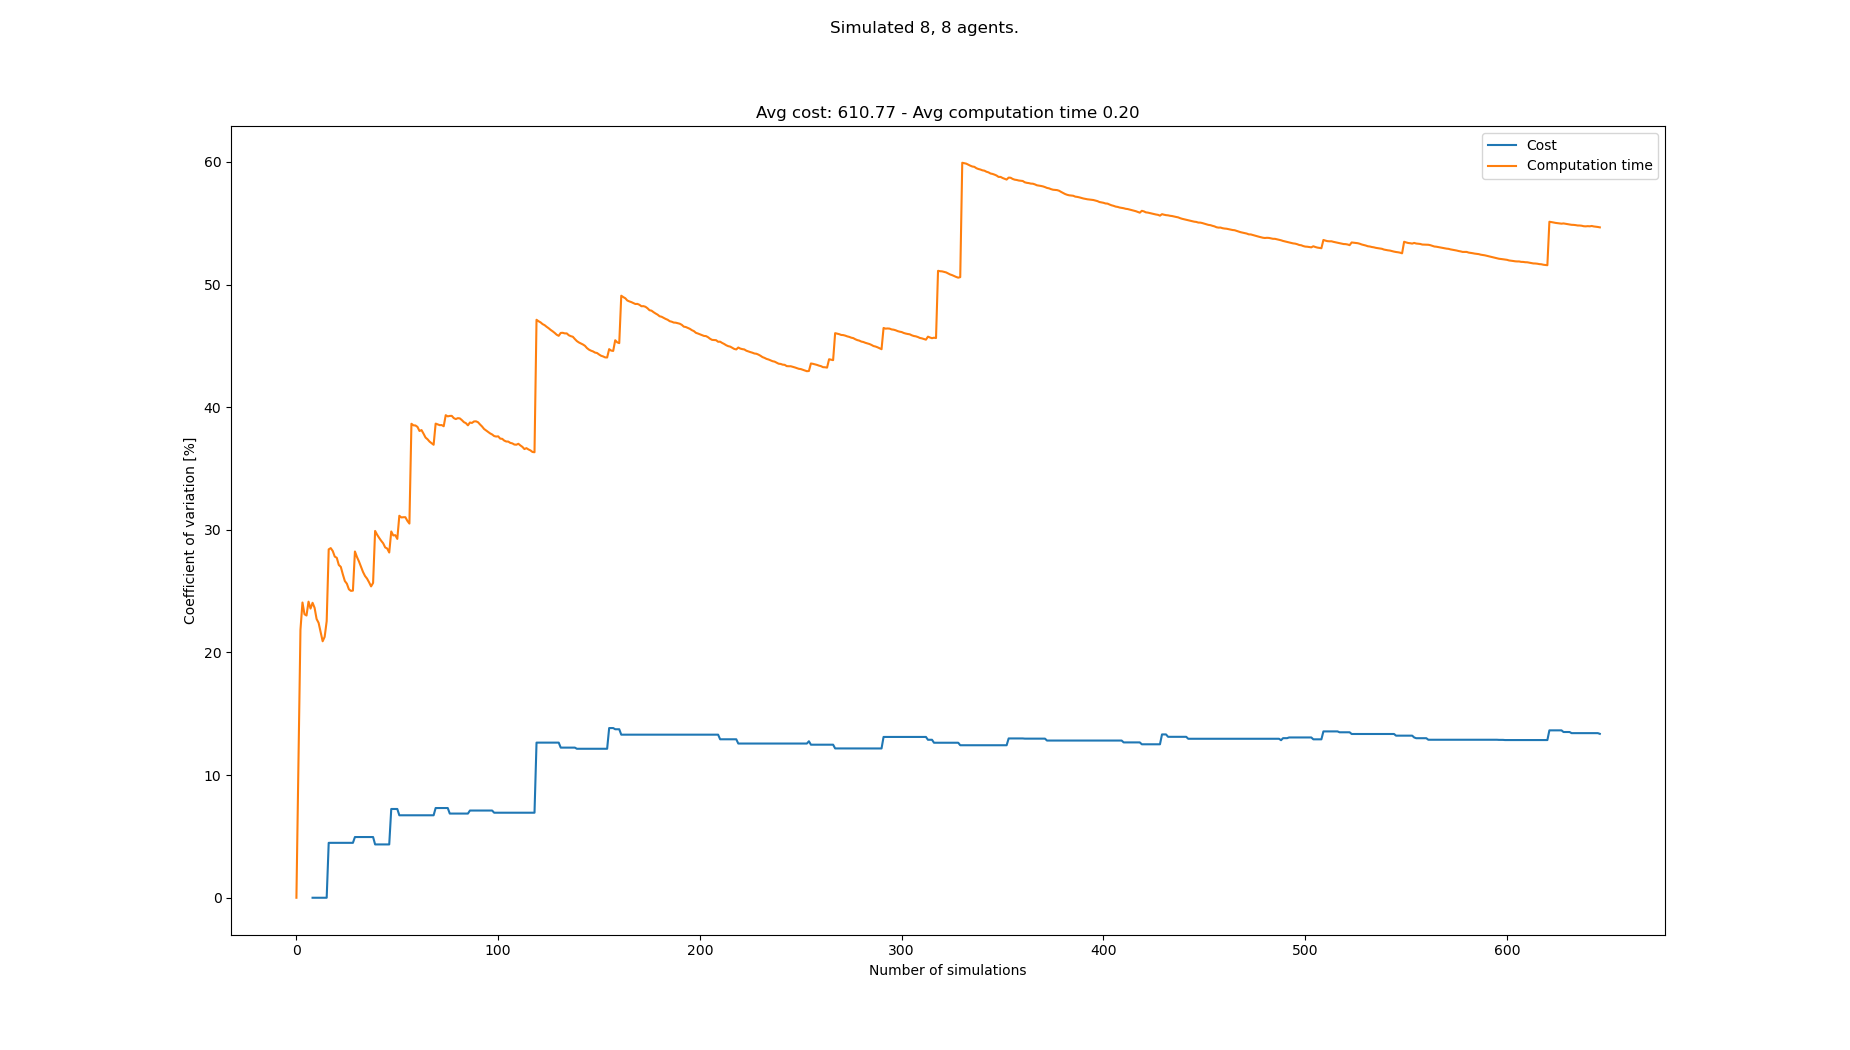 Simulated 8, 8 agents.
Avg cost: 610.77 - Avg computation time 0.20
Cost
Computation time
60
50
40
30
20
10
0
Coefficient of variation [%]
0 100 200 300 400 500 600
Number of simulations